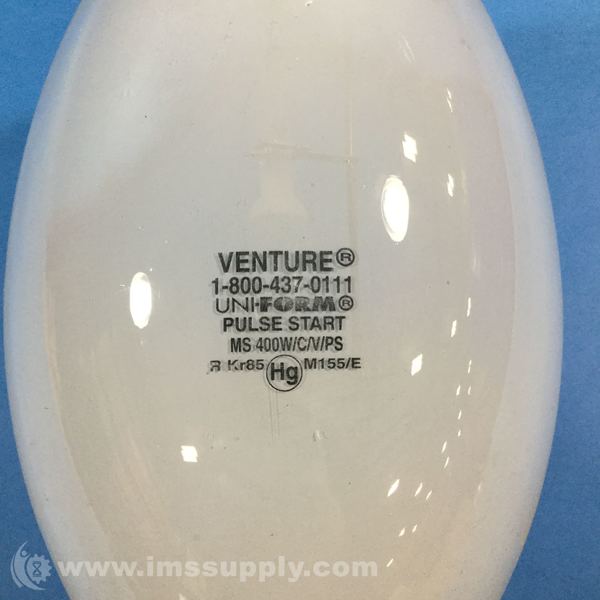 VENTURE®
1-800-437-0111
UNI-FORM®
PULSE START
MS 400W/C/V/PS
R Kr85 Hg M155/E
www.imssupply.com